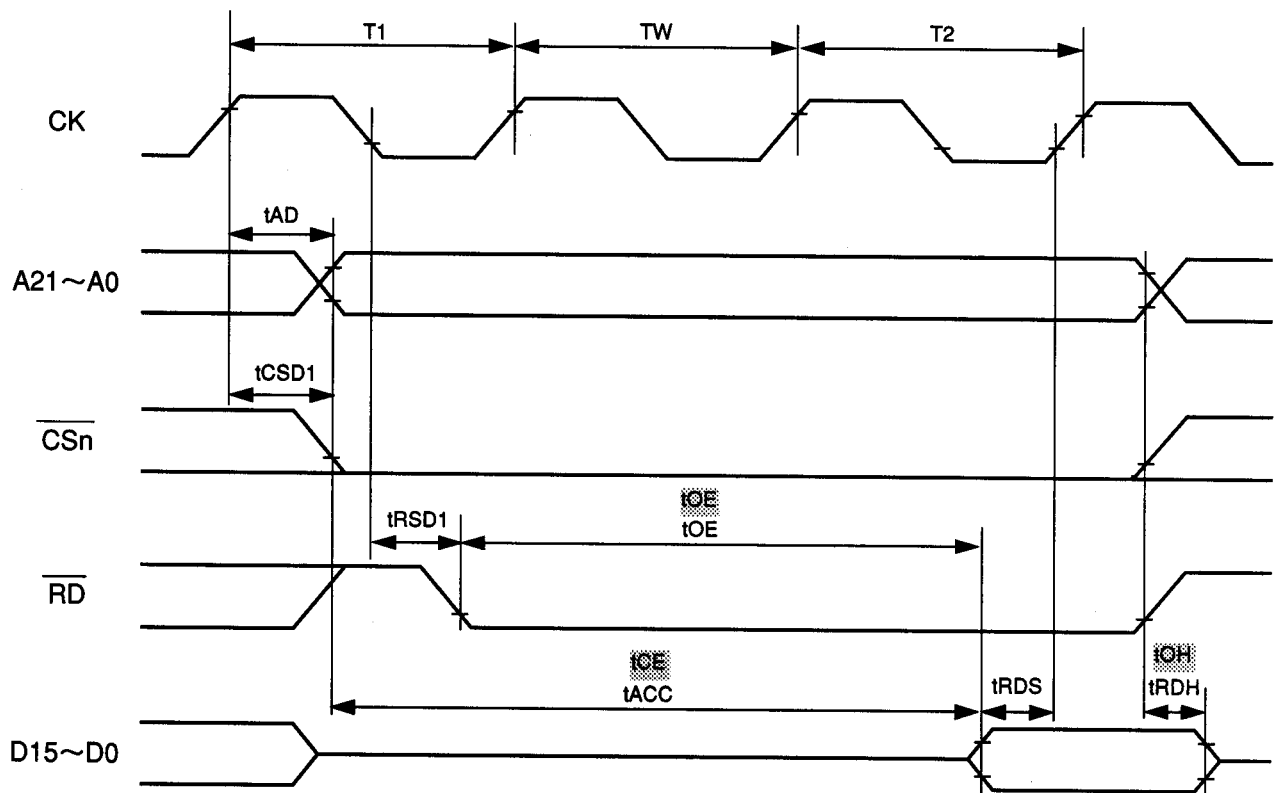 T1 TW T2
CK
tAD
A21～A0
tCSD1
CSn
tOE
tRSD1 tOE
RD
tCE tOH
tACC tRDS tRDH
D15～D0